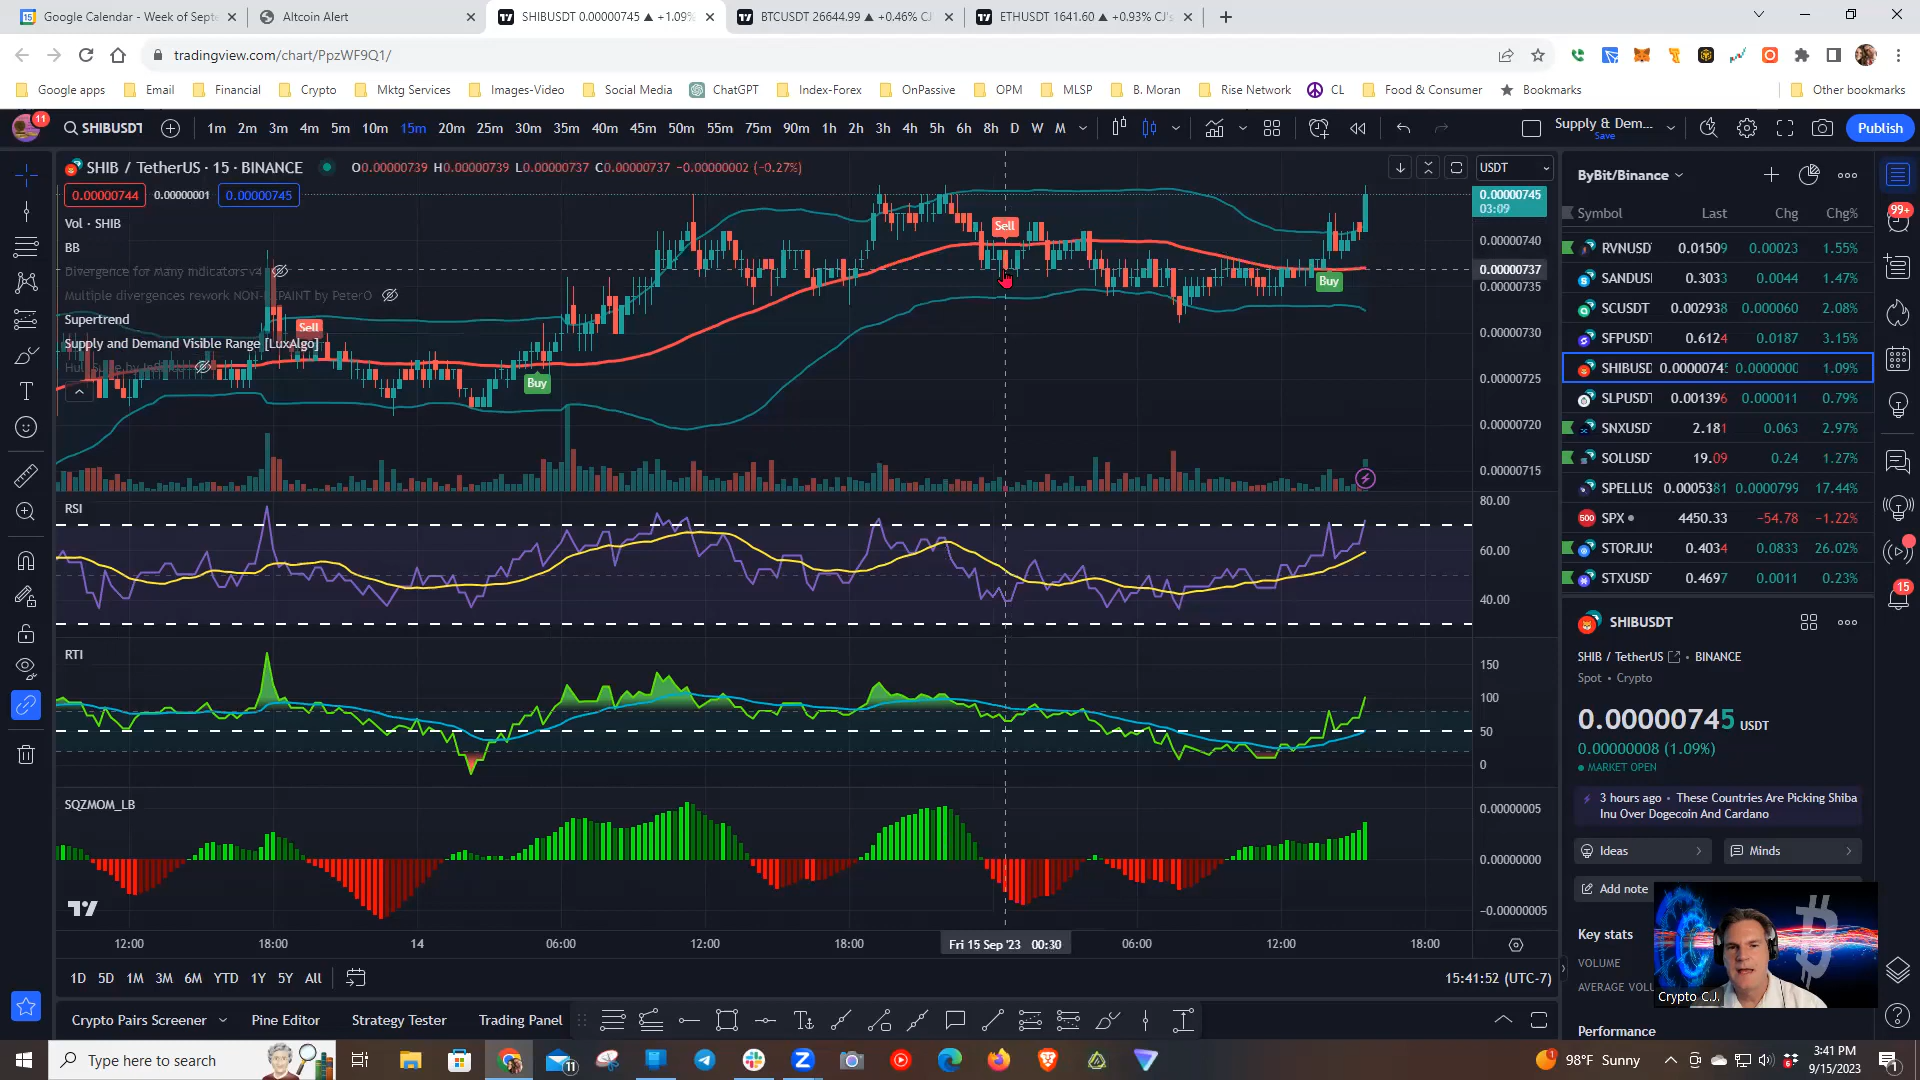 Google Calendar - Week of Septe
Altcoin Alert
SHIBUSDT 0.00000745 ▲ +1.09%
BTCUSDT 26644.99 ▲ +0.46% CJ
ETHUSDT 1641.60 ▲ +0.93% CJ's
tradingview.com/chart/PpzWF9Q1/
Google apps Email Financial Crypto Mktg Services Images-Video Social Media ChatGPT Index-Forex OnPassive OPM MLSP B. Moran Rise Network CL Food & Consumer Bookmarks Other bookmarks
11
SHIBUSDT 1m 2m 3m 4m 5m 10m 15m 20m 25m 30m 35m 40m 45m 50m 55m 75m 90m 1h 2h 3h 4h 5h 6h 8h D W M
Supply & Dem...
Save
Publish
SHIB / TetherUS · 15 · BINANCE O0.00000739 H0.00000739 L0.00000737 C0.00000737 −0.00000002 (−0.27%)
0.00000744 0.00000001 0.00000745
Vol · SHIB
BB
Divergence for Many Indicators v4
Multiple divergences rework NON-REPAINT by PeterO
Supertrend
Supply and Demand Visible Range [LuxAlgo]
Sell
Buy
Sell
Buy
USDT
0.00000745
03:09
0.00000740
0.00000737
0.00000735
0.00000730
0.00000725
0.00000720
0.00000715
RSI
80.00
60.00
40.00
RTI
150
100
50
0
SQZMOM_LB
0.00000005
0.00000000
−0.00000005
12:00 18:00 14 06:00 12:00 18:00 Fri 15 Sep '23 00:30 06:00 12:00 18:00
1D 5D 1M 3M 6M YTD 1Y 5Y All
15:41:52 (UTC-7)
Crypto Pairs Screener Pine Editor Strategy Tester Trading Panel
ByBit/Binance
Symbol Last Chg Chg%
RVNUSD 0.01509 0.00023 1.55%
SANDUS 0.3033 0.0044 1.47%
SCUSDT 0.002938 0.000060 2.08%
SFPUSDT 0.6124 0.0187 3.15%
SHIBUSD 0.0000074 0.0000000 1.09%
SLPUSDT 0.001396 0.000011 0.79%
SNXUSD 2.181 0.063 2.97%
SOLUSD 19.09 0.24 1.27%
SPELLUS 0.0005381 0.0000799 17.44%
500 SPX 4450.33 −54.78 −1.22%
STORJU 0.4034 0.0833 26.02%
STXUSD 0.4697 0.0011 0.23%
99+
15
SHIBUSDT
SHIB / TetherUS • BINANCE
Spot • Crypto
0.00000745 USDT
0.00000008 (1.09%)
MARKET OPEN
3 hours ago • These Countries Are Picking Shiba
Inu Over Dogecoin And Cardano
Ideas Minds
Add note
Key stats
VOLUME
AVERAGE VOLU
Performance
Crypto C.J.
Type here to search
11
98°F Sunny
3:41 PM
9/15/2023
1